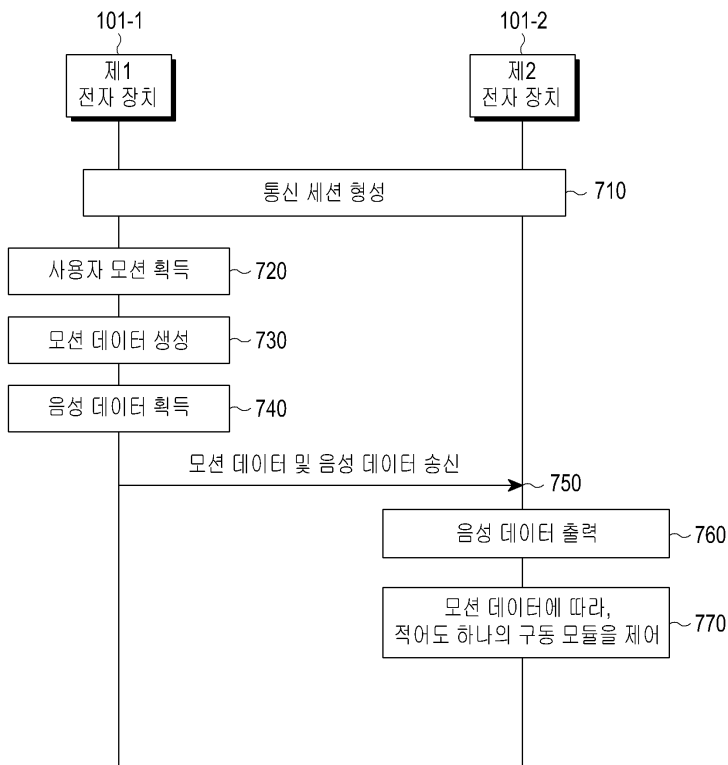 101-1
101-2
제1
전자 장치
제2
전자 장치
통신 세션 형성
710
사용자 모션 획득
720
모션 데이터 생성
730
음성 데이터 획득
740
모션 데이터 및 음성 데이터 송신
750
음성 데이터 출력
760
모션 데이터에 따라,
적어도 하나의 구동 모듈을 제어
770